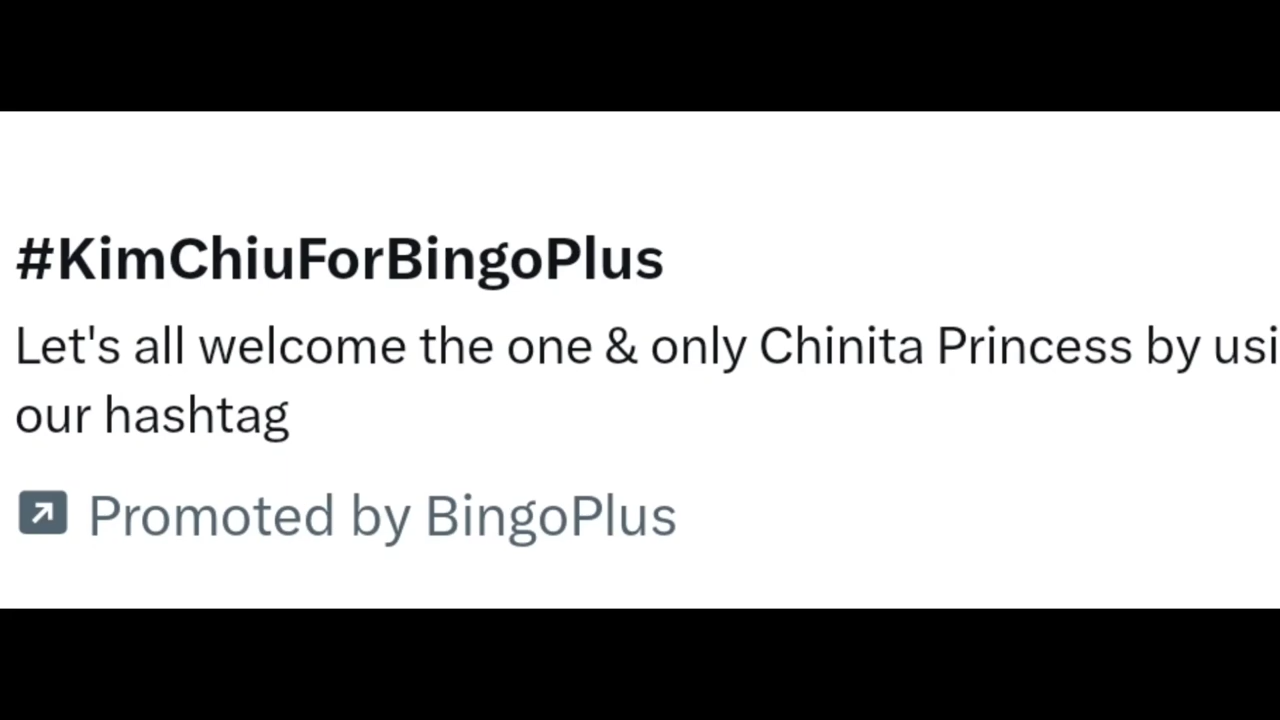 #KimChiuForBingoPlus
Let's all welcome the one & only Chinita Princess by usi
our hashtag
Promoted by BingoPlus